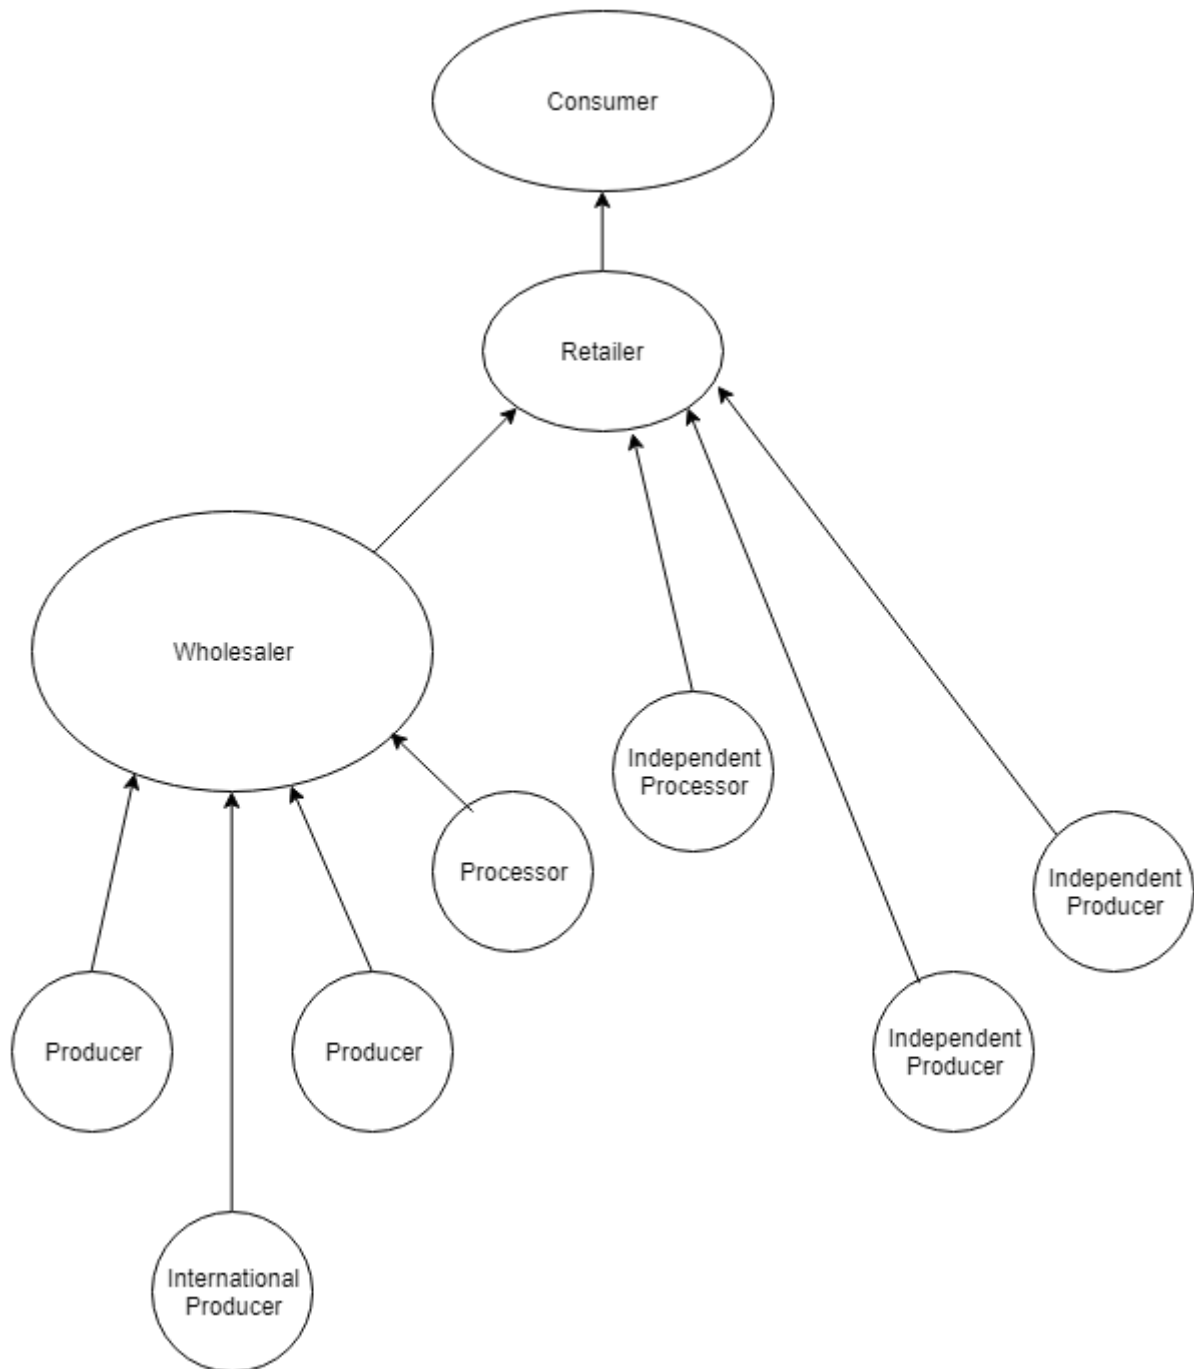 Consumer
Retailer
Wholesaler
Independent
Processor
Processor
Independent
Producer
Producer
Producer
Independent
Producer
International
Producer